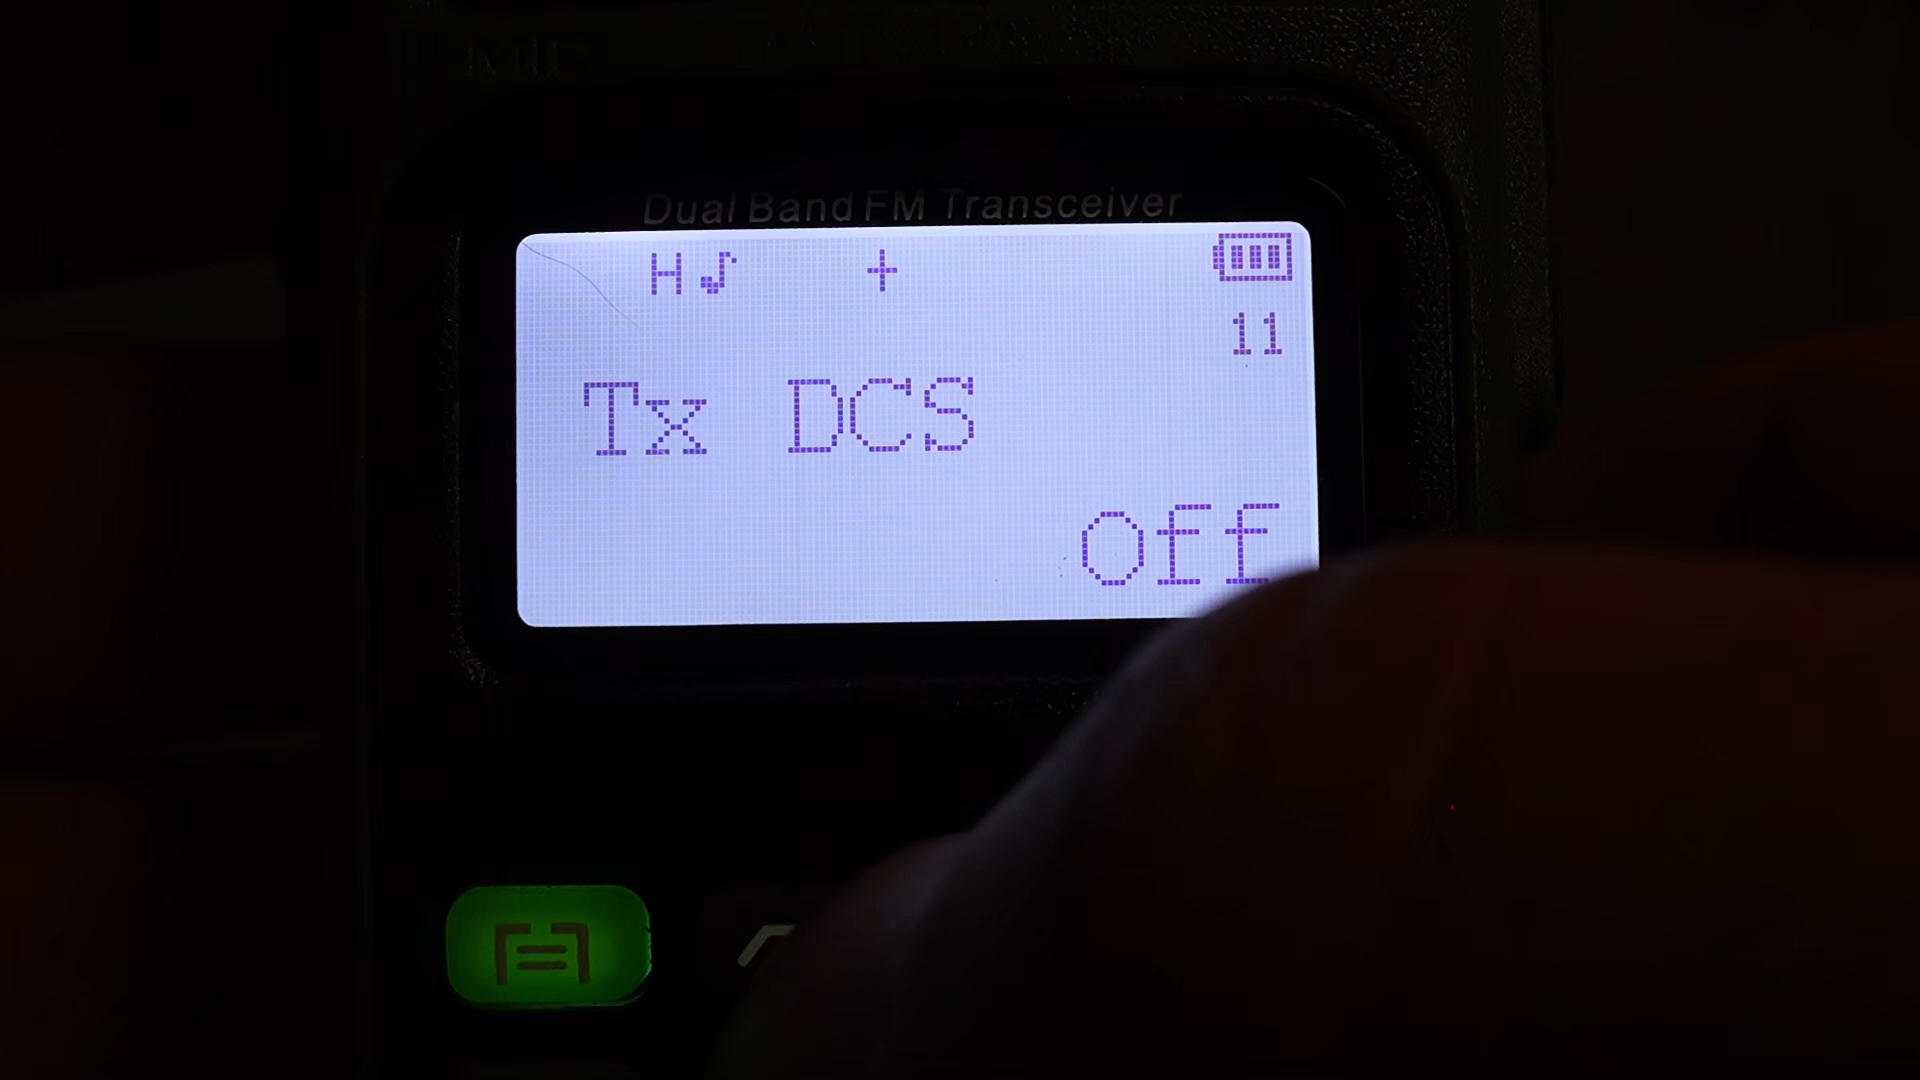 Dual Band FM Transceiver
H +
11
Tx DCS
Off